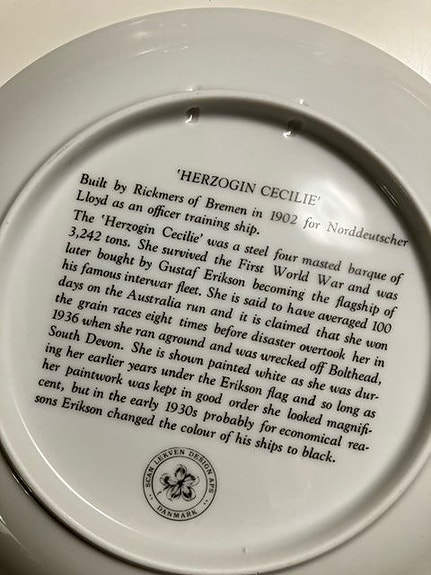 'HERZOGIN CECILIE'
Built by Rickmers of Bremen in 1902 for Norddeutscher
Lloyd as an officer training ship.
The 'Herzogin Cecilie' was a steel four masted barque of
3,242 tons. She survived the First World War and was
later bought by Gustaf Erikson becoming the flagship of
his famous interwar fleet. She is said to have averaged 100
days on the Australia run and it is claimed that she won
the grain races eight times before disaster overtook her in
1936 when she ran aground and was wrecked off Bolthead,
South Devon. She is shown painted white as she was dur-
ing her earlier years under the Erikson flag and so long as
her paintwork was kept in good order she looked magnifi-
cent, but in the early 1930s probably for economical rea-
sons Erikson changed the colour of his ships to black.
SCAN LEKVEN DESIGN APS
DANMARK